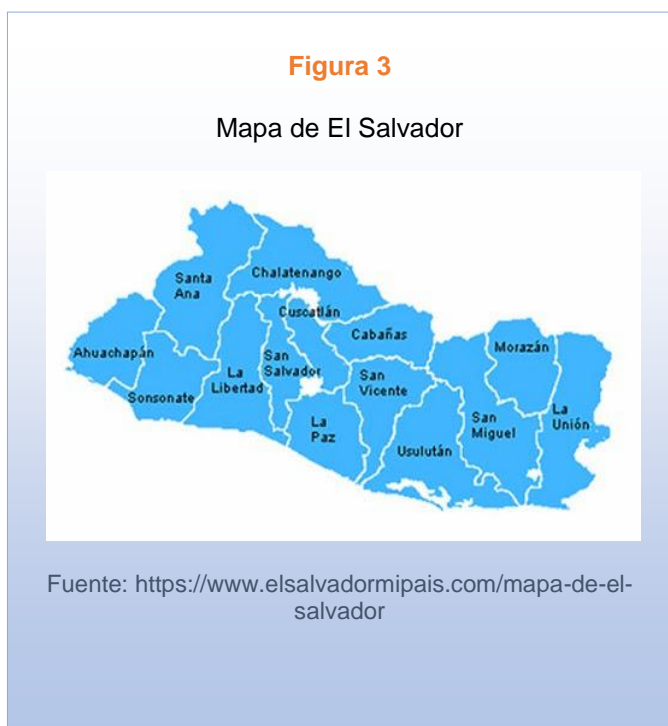 Figura 3
Mapa de El Salvador
Santa
Ana
Chalatenango
Cuscatlán
Cabañas
Morazán
Ahuachapán
La
Libertad
San
Salvador
San
Vicente
Sonsonate
La
Paz
Usulután
San
Miguel
La
Unión
Fuente: https://www.elsalvadormipais.com/mapa-de-el-
salvador